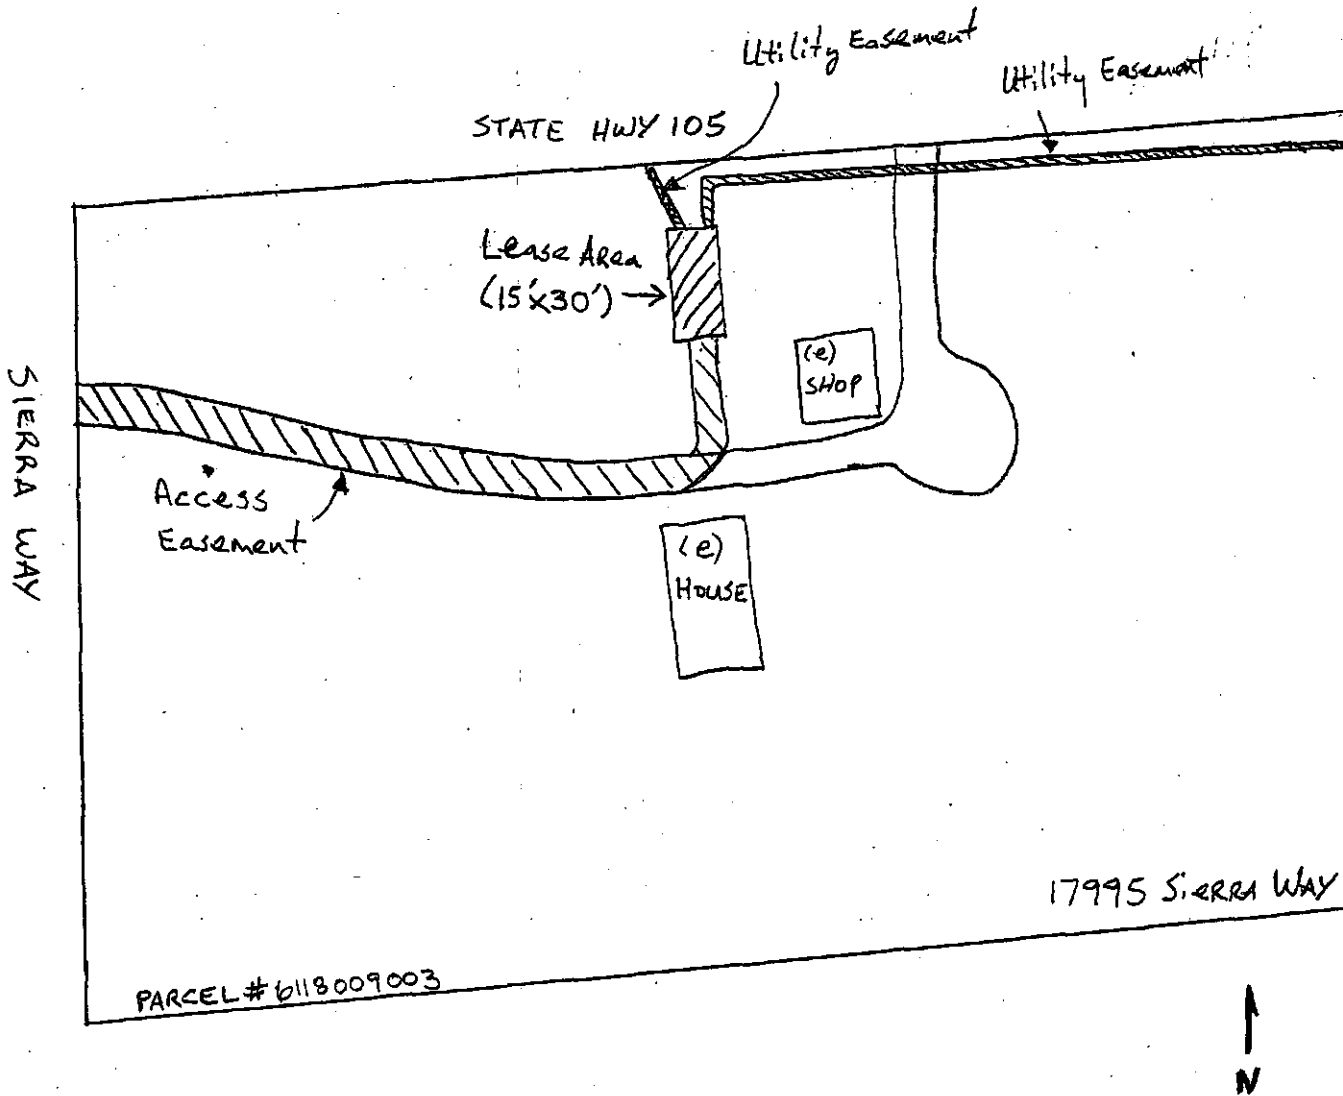 Utility Easement
Utility Easement
STATE HWY 105
Lease Area
(15'x30')
(e)
SHOP
SIERRA WAY
Access
Easement
(e)
HOUSE
17995 SIERRA WAY
PARCEL # 6118009003
N